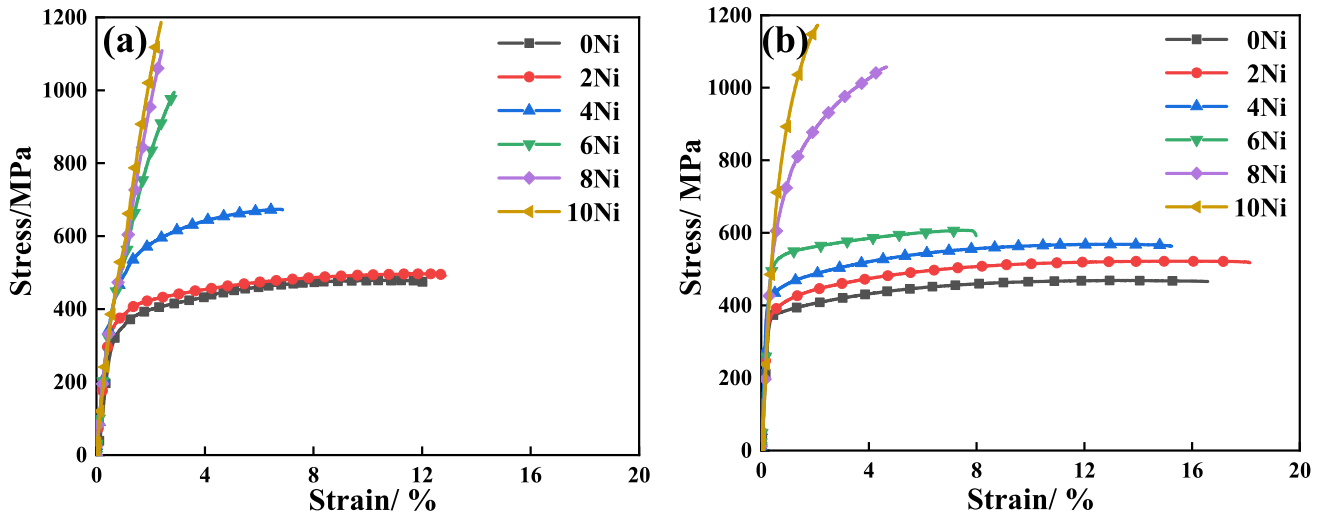 (a)
1200
1000
800
600
400
200
0
Stress/MPa
0Ni
2Ni
4Ni
6Ni
8Ni
10Ni
0
4
8
12
16
20
Strain/ %
(b)
1200
1000
800
600
400
200
0
Stress/ MPa
0Ni
2Ni
4Ni
6Ni
8Ni
10Ni
0
4
8
12
16
20
Strain/ %